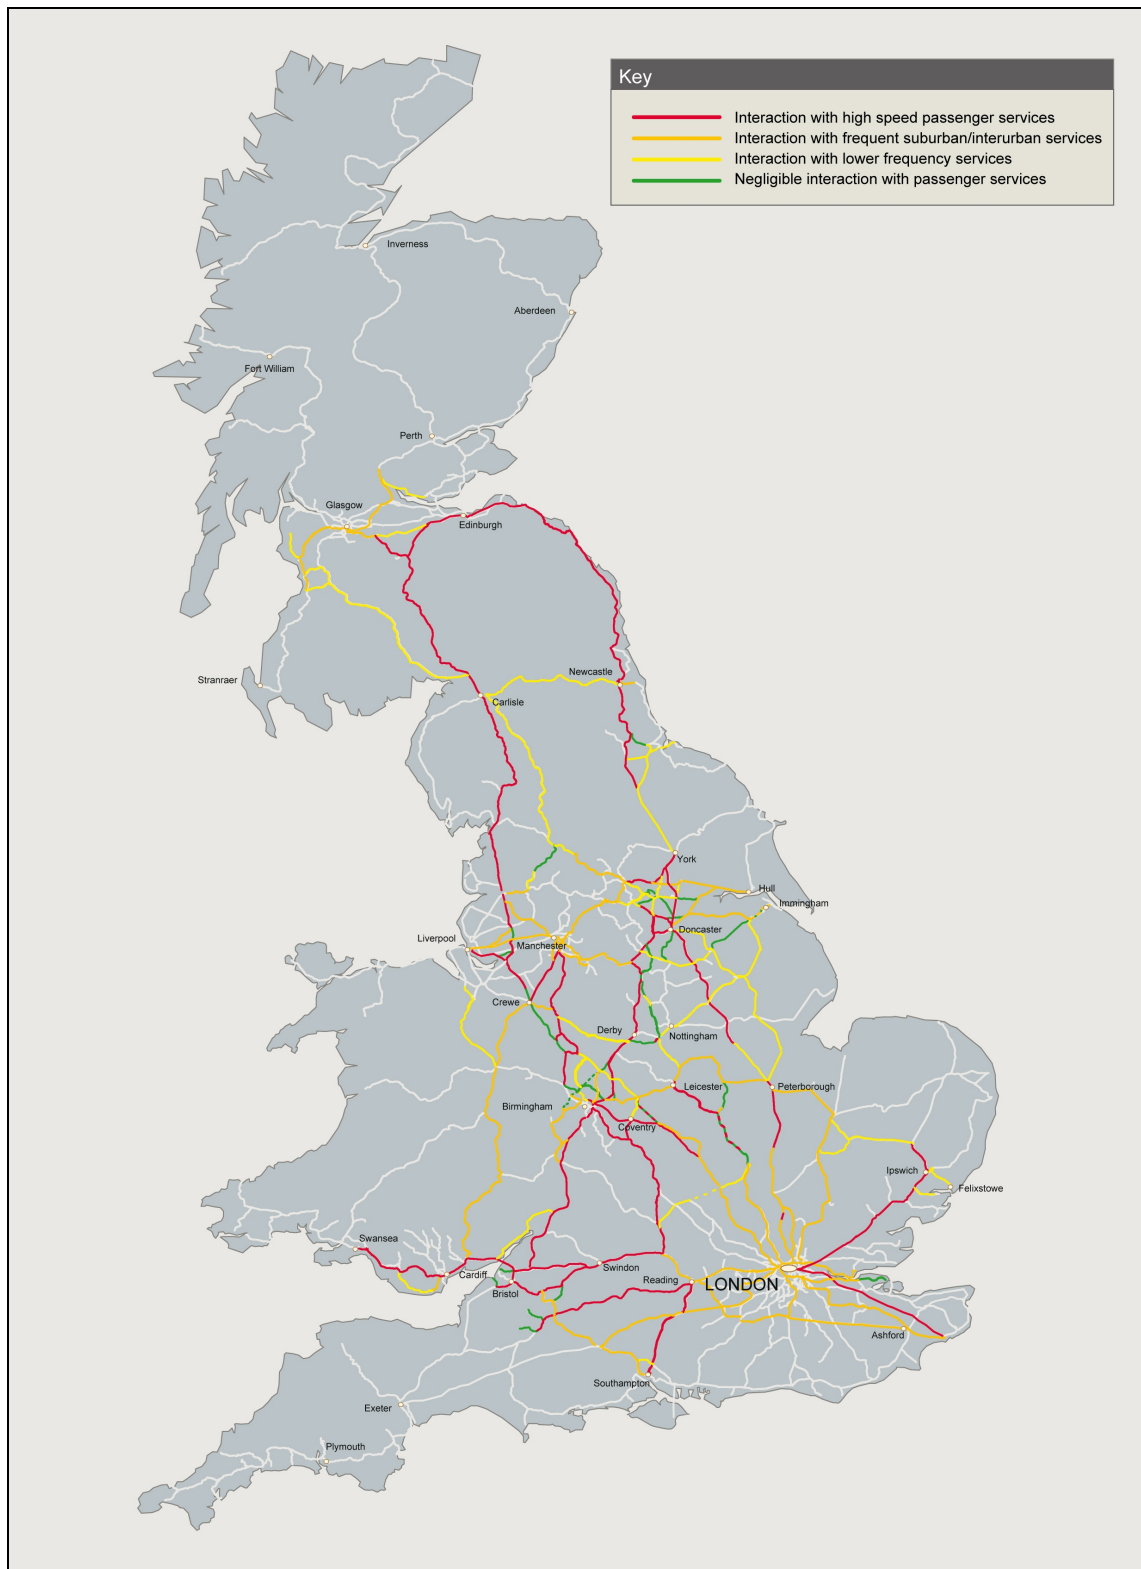 Key
Interaction with high speed passenger services
Interaction with frequent suburban/interurban services
Interaction with lower frequency services
Negligible interaction with passenger services
Inverness
Aberdeen
Fort William
Perth
Glasgow
Edinburgh
Newcastle
Stranraer
Carlisle
York
Hull
Immingham
Doncaster
Liverpool
Manchester
Crewe
Derby
Nottingham
Leicester
Peterborough
Birmingham
Coventry
Ipswich
Felixstowe
Swansea
Cardiff
Swindon
Reading
LONDON
Bristol
Ashford
Southampton
Exeter
Plymouth